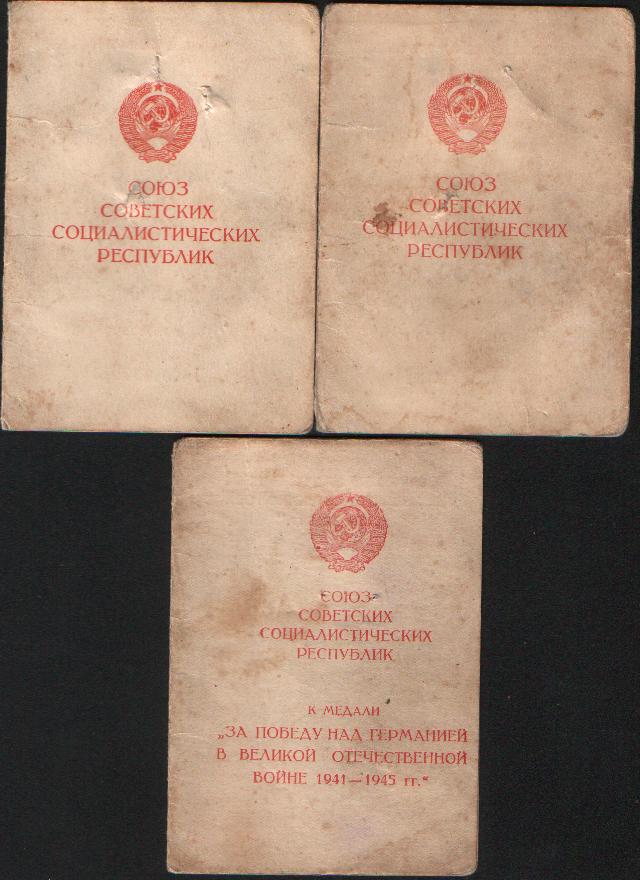 СОЮЗ
СОВЕТСКИХ
СОЦИАЛИСТИЧЕСКИХ
РЕСПУБЛИК
СОЮЗ
СОВЕТСКИХ
СОЦИАЛИСТИЧЕСКИХ
РЕСПУБЛИК
СОЮЗ
СОВЕТСКИХ
СОЦИАЛИСТИЧЕСКИХ
РЕСПУБЛИК
К МЕДАЛИ
„ЗА ПОБЕДУ НАД ГЕРМАНИЕЙ
В ВЕЛИКОЙ ОТЕЧЕСТВЕННОЙ
ВОЙНЕ 1941—1945 гг.“